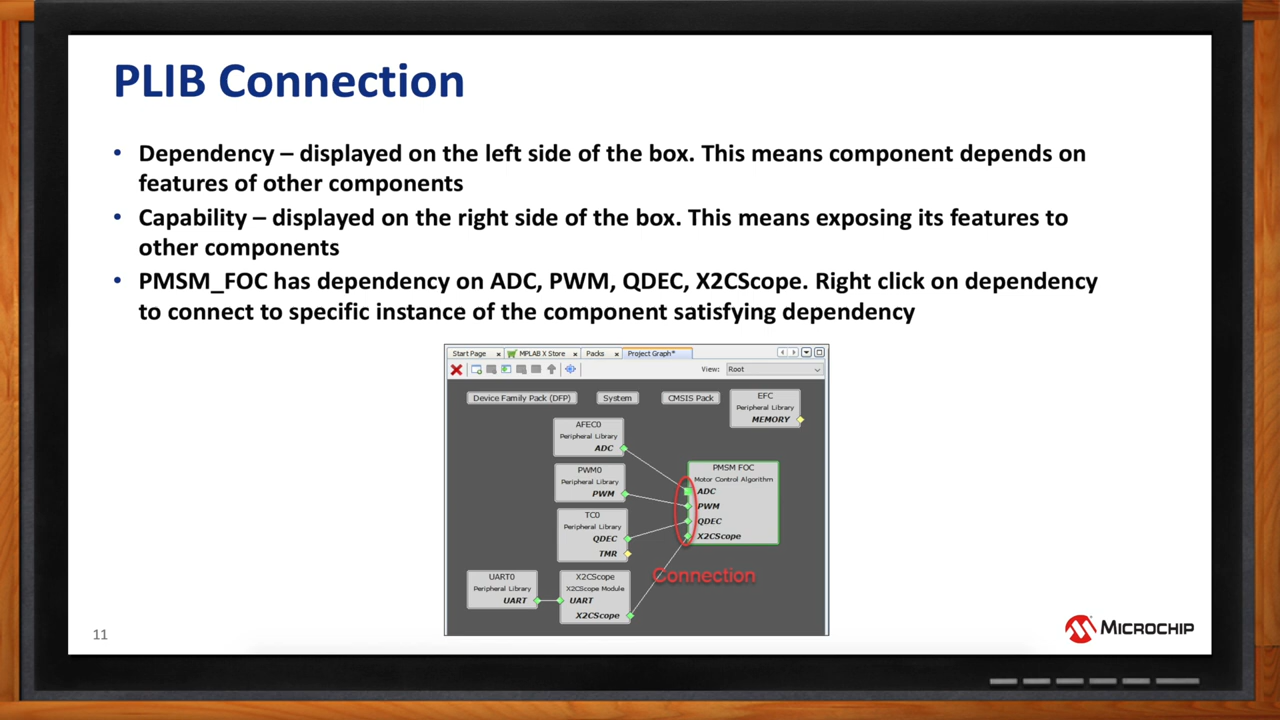 PLIB Connection
• Dependency – displayed on the left side of the box. This means component depends on
features of other components
• Capability – displayed on the right side of the box. This means exposing its features to
other components
• PMSM_FOC has dependency on ADC, PWM, QDEC, X2CScope. Right click on dependency
to connect to specific instance of the component satisfying dependency
Start Page MPLAB X Store Packs Project Graph*
View: Root
Device Family Pack (DFP) System CMSIS Pack
EFC
Peripheral Library
MEMORY
AFEC0
Peripheral Library
ADC
PWM0
Peripheral Library
PWM
TC0
Peripheral Library
QDEC
TMR
PMSM FOC
Motor Control Algorithm
ADC
PWM
QDEC
X2CScope
Connection
UART0
Peripheral Library
UART
X2CScope
X2CScope Module
UART
X2CScope
11
MICROCHIP